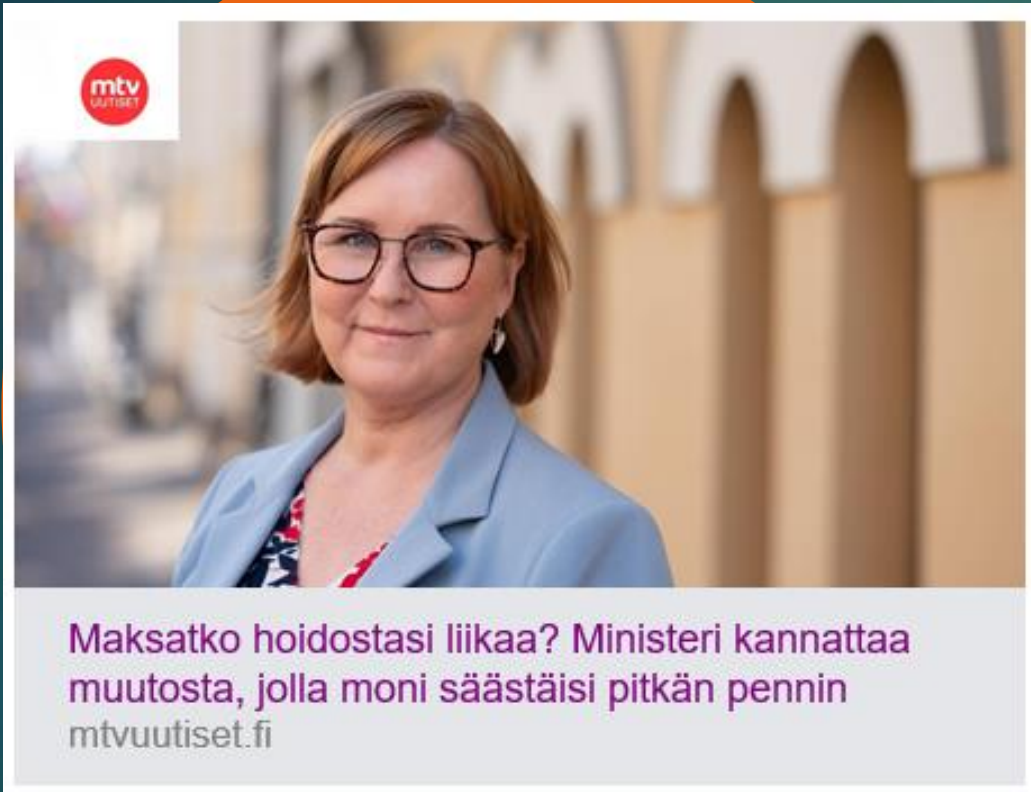 mtv
UUTISET
Maksatko hoidostasi liikaa? Ministeri kannattaa
muutosta, jolla moni säästäisi pitkän pennin
mtvuutiset.fi